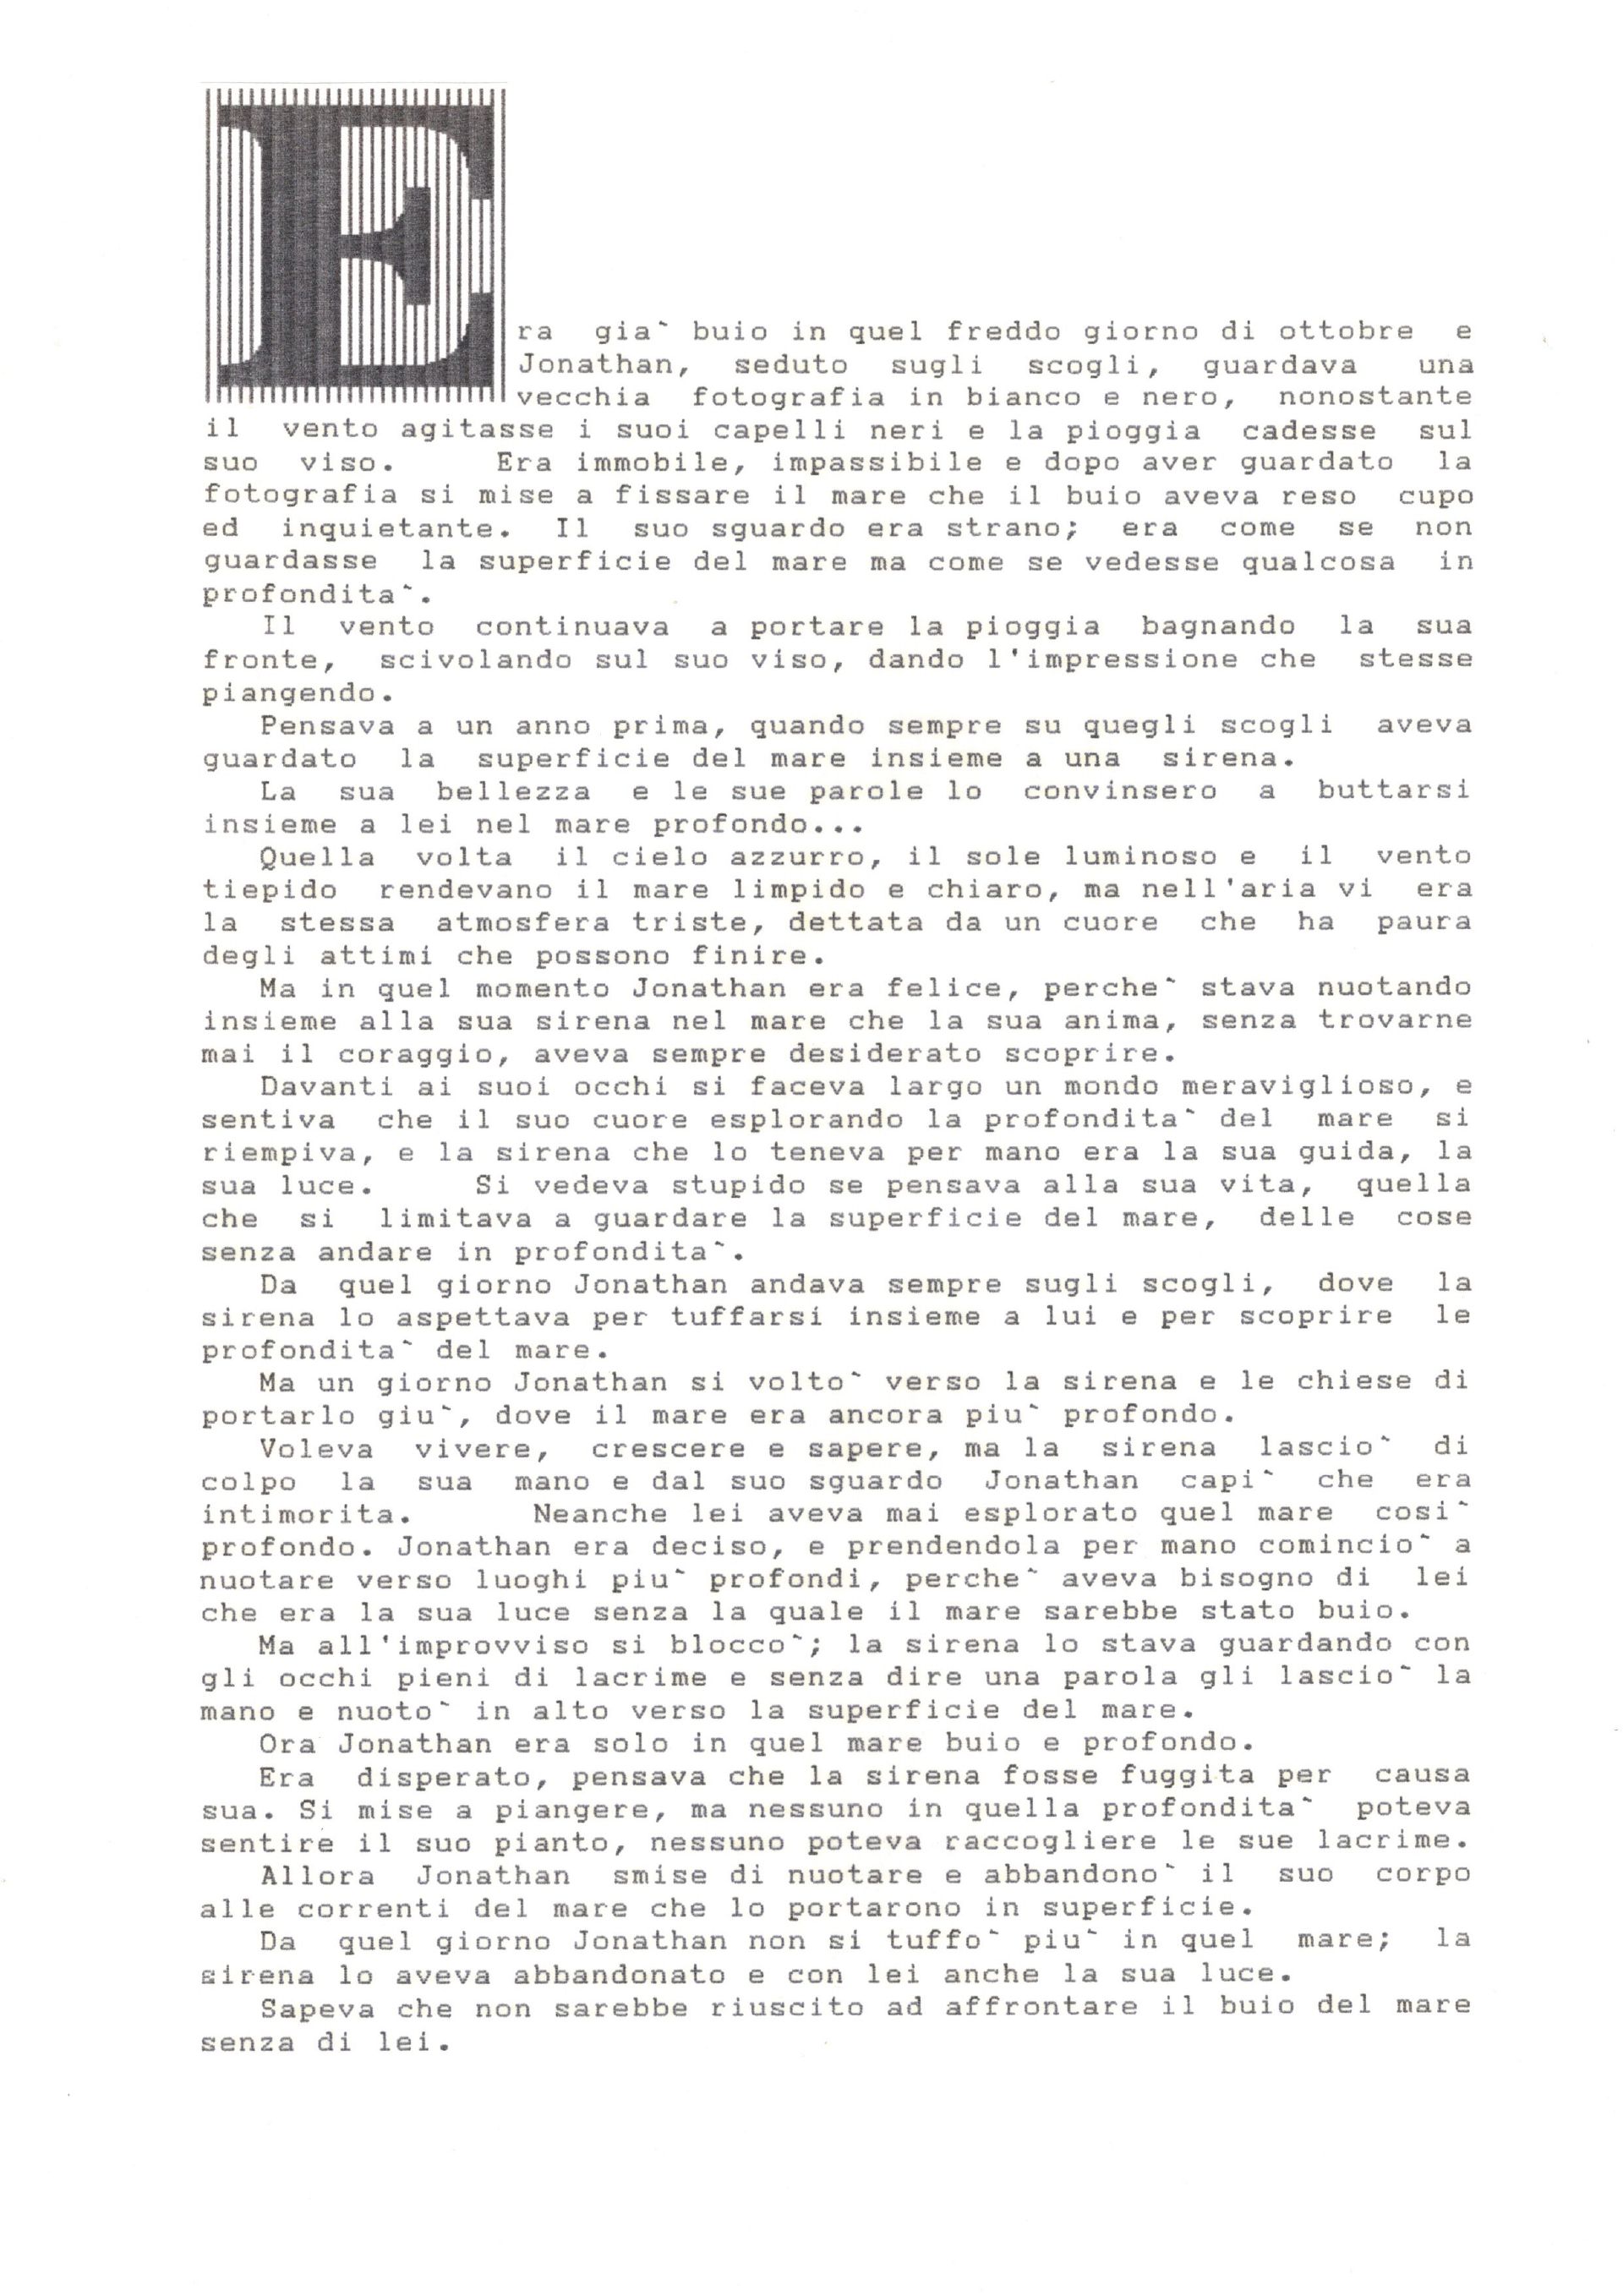 Era gia` buio in quel freddo giorno di ottobre e
Jonathan, seduto sugli scogli, guardava una
vecchia fotografia in bianco e nero, nonostante
il vento agitasse i suoi capelli neri e la pioggia cadesse sul
suo viso. Era immobile, impassibile e dopo aver guardato la
fotografia si mise a fissare il mare che il buio aveva reso cupo
ed inquietante. Il suo sguardo era strano; era come se non
guardasse la superficie del mare ma come se vedesse qualcosa in
profondita`.
Il vento continuava a portare la pioggia bagnando la sua
fronte, scivolando sul suo viso, dando l'impressione che stesse
piangendo.
Pensava a un anno prima, quando sempre su quegli scogli aveva
guardato la superficie del mare insieme a una sirena.
La sua bellezza e le sue parole lo convinsero a buttarsi
insieme a lei nel mare profondo...
Quella volta il cielo azzurro, il sole luminoso e il vento
tiepido rendevano il mare limpido e chiaro, ma nell'aria vi era
la stessa atmosfera triste, dettata da un cuore che ha paura
degli attimi che possono finire.
Ma in quel momento Jonathan era felice, perche` stava nuotando
insieme alla sua sirena nel mare che la sua anima, senza trovarne
mai il coraggio, aveva sempre desiderato scoprire.
Davanti ai suoi occhi si faceva largo un mondo meraviglioso, e
sentiva che il suo cuore esplorando la profondita` del mare si
riempiva, e la sirena che lo teneva per mano era la sua guida, la
sua luce. Si vedeva stupido se pensava alla sua vita, quella
che si limitava a guardare la superficie del mare, delle cose
senza andare in profondita`.
Da quel giorno Jonathan andava sempre sugli scogli, dove la
sirena lo aspettava per tuffarsi insieme a lui e per scoprire le
profondita` del mare.
Ma un giorno Jonathan si volto` verso la sirena e le chiese di
portarlo giu`, dove il mare era ancora piu` profondo.
Voleva vivere, crescere e sapere, ma la sirena lascio` di
colpo la sua mano e dal suo sguardo Jonathan capi` che era
intimorita. Neanche lei aveva mai esplorato quel mare cosi`
profondo. Jonathan era deciso, e prendendola per mano comincio` a
nuotare verso luoghi piu` profondi, perche` aveva bisogno di lei
che era la sua luce senza la quale il mare sarebbe stato buio.
Ma all'improvviso si blocco`; la sirena lo stava guardando con
gli occhi pieni di lacrime e senza dire una parola gli lascio` la
mano e nuoto` in alto verso la superficie del mare.
Ora Jonathan era solo in quel mare buio e profondo.
Era disperato, pensava che la sirena fosse fuggita per causa
sua. Si mise a piangere, ma nessuno in quella profondita` poteva
sentire il suo pianto, nessuno poteva raccogliere le sue lacrime.
Allora Jonathan smise di nuotare e abbandono` il suo corpo
alle correnti del mare che lo portarono in superficie.
Da quel giorno Jonathan non si tuffo` piu` in quel mare; la
sirena lo aveva abbandonato e con lei anche la sua luce.
Sapeva che non sarebbe riuscito ad affrontare il buio del mare
senza di lei.